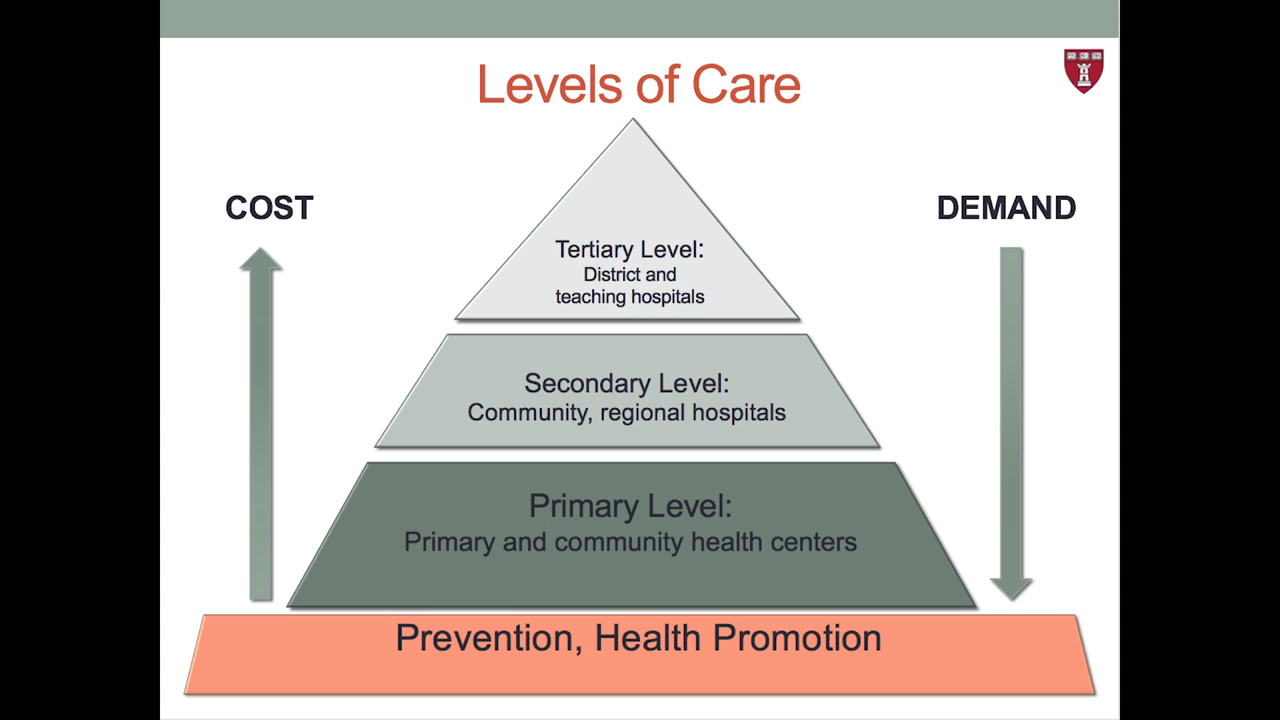 Levels of Care
COST
DEMAND
Tertiary Level:
District and
teaching hospitals
Secondary Level:
Community, regional hospitals
Primary Level:
Primary and community health centers
Prevention, Health Promotion